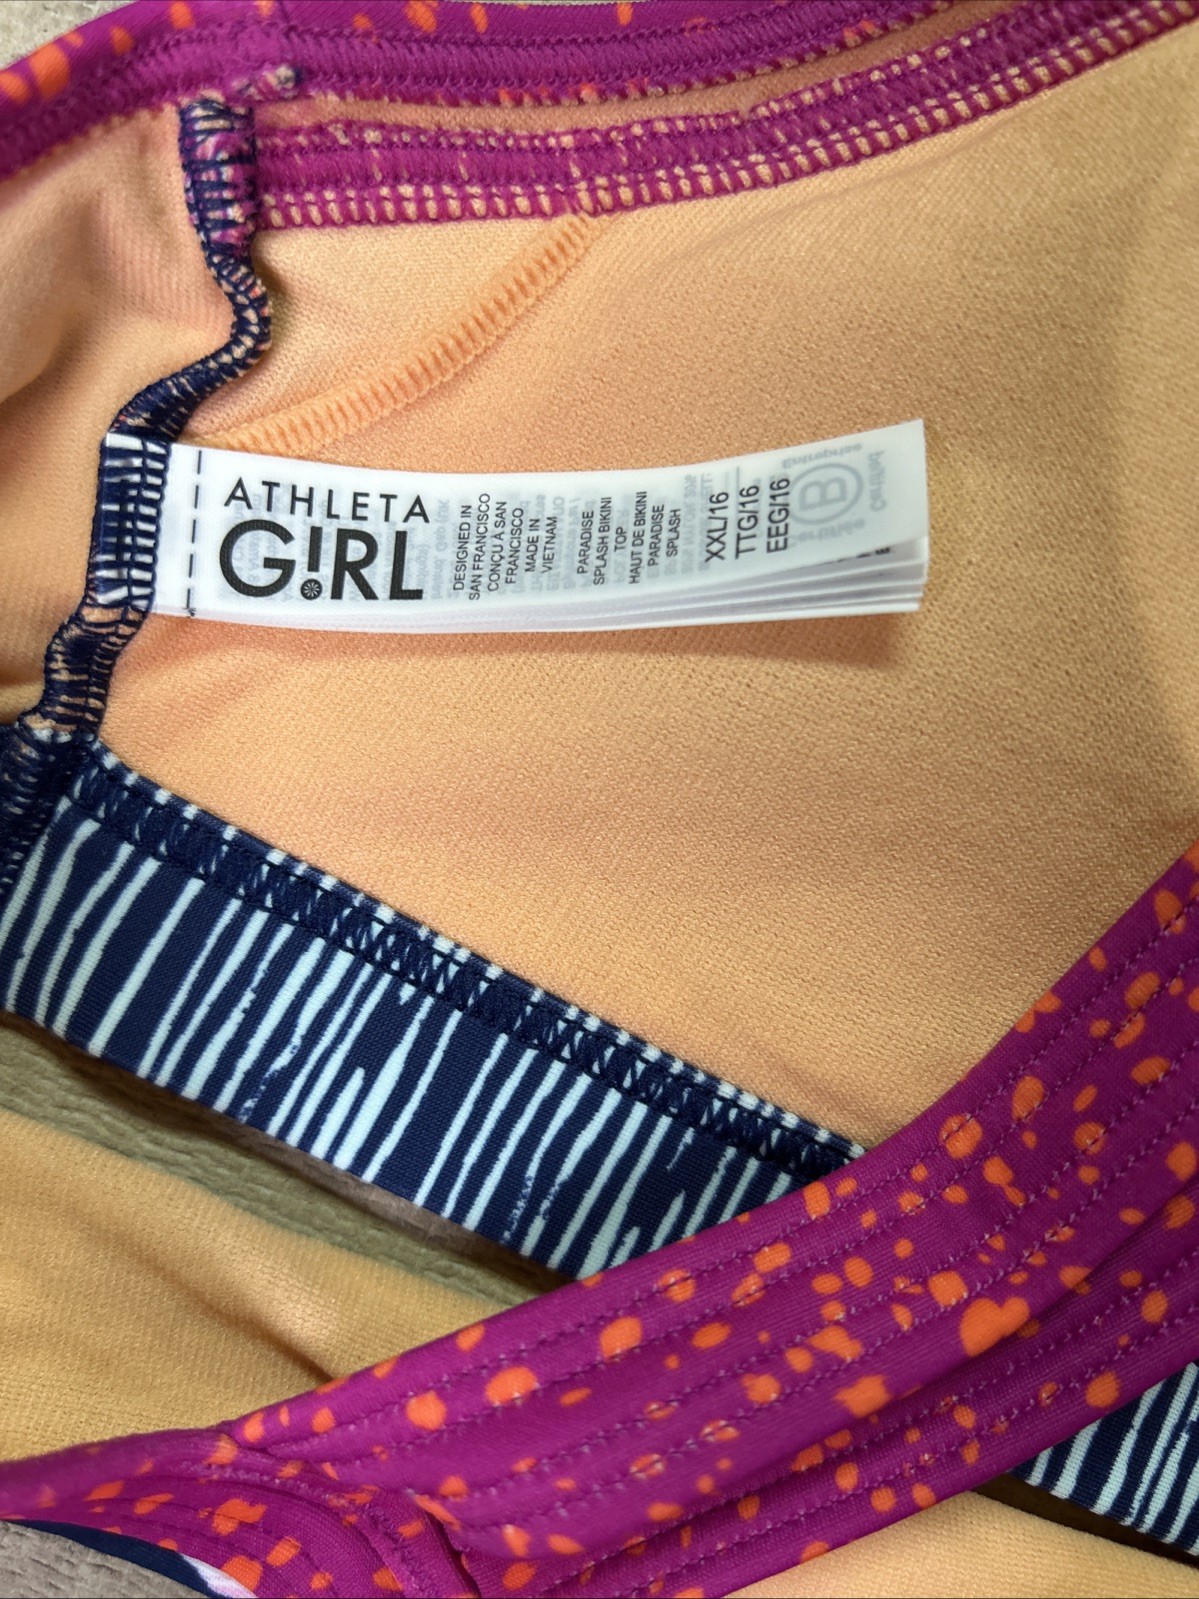 ATHLETA
G!RL
DESIGNED IN
SAN FRANCISCO
CONÇU À SAN
FRANCISCO
MADE IN
VIETNAM
PARADISE
SPLASH BIKINI
TOP
HAUT DE BIKINI
PARADISE
SPLASH
XXL/16
TTG/16
EEG/16
B